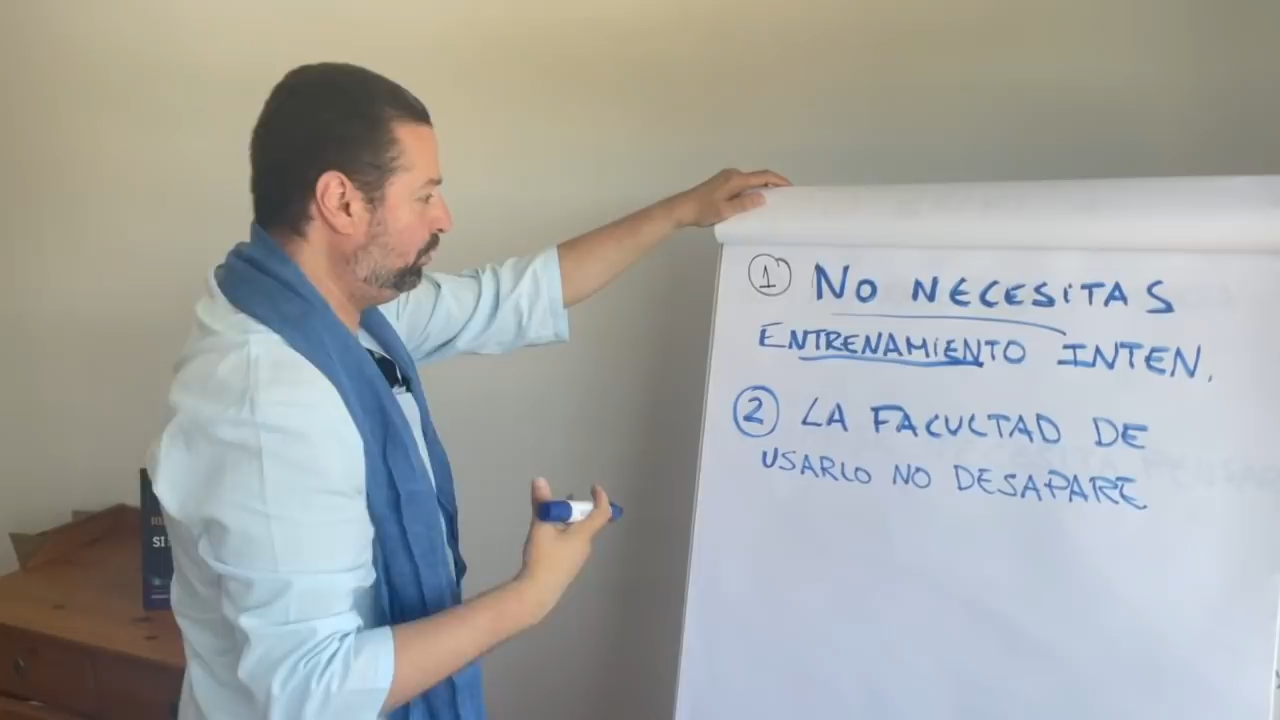 ① NO NECESITAS
ENTRENAMIENTO INTEN.
② LA FACULTAD DE
USARLO NO DESAPARE